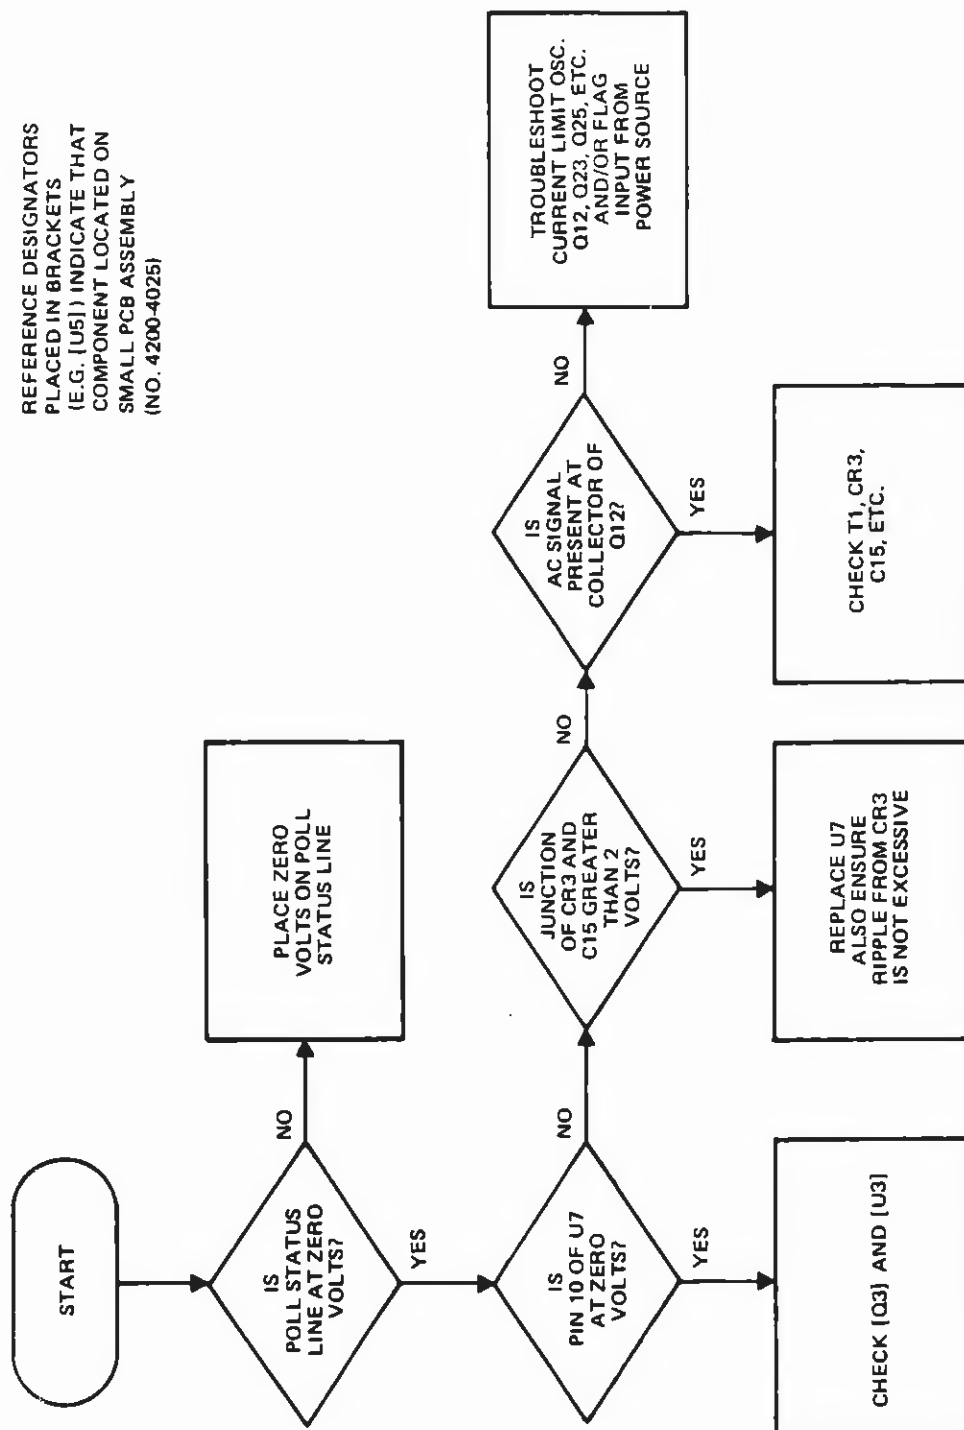 REFERENCE DESIGNATORS
PLACED IN BRACKETS
(E.G. [U5]) INDICATE THAT
COMPONENT LOCATED ON
SMALL PCB ASSEMBLY
(NO. 4200-4025)
START
IS
POLL STATUS
LINE AT ZERO
VOLTS?
NO
PLACE ZERO
VOLTS ON POLL
STATUS LINE
YES
IS
PIN 10 OF U7
AT ZERO
VOLTS?
NO
YES
CHECK [Q3] AND [U3]
IS
JUNCTION
OF CR3 AND
C15 GREATER
THAN 2
VOLTS?
NO
YES
REPLACE U7
ALSO ENSURE
RIPPLE FROM CR3
IS NOT EXCESSIVE
IS
AC SIGNAL
PRESENT AT
COLLECTOR OF
Q12?
NO
YES
CHECK T1, CR3,
C15, ETC.
TROUBLESHOOT
CURRENT LIMIT OSC.
Q12, Q23, Q25, ETC.
AND/OR FLAG
INPUT FROM
POWER SOURCE